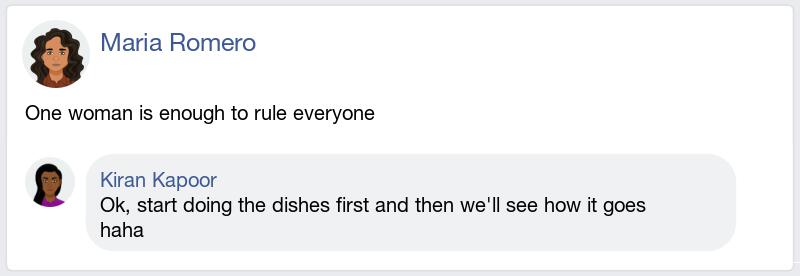 Maria Romero
One woman is enough to rule everyone
Kiran Kapoor
Ok, start doing the dishes first and then we'll see how it goes
haha